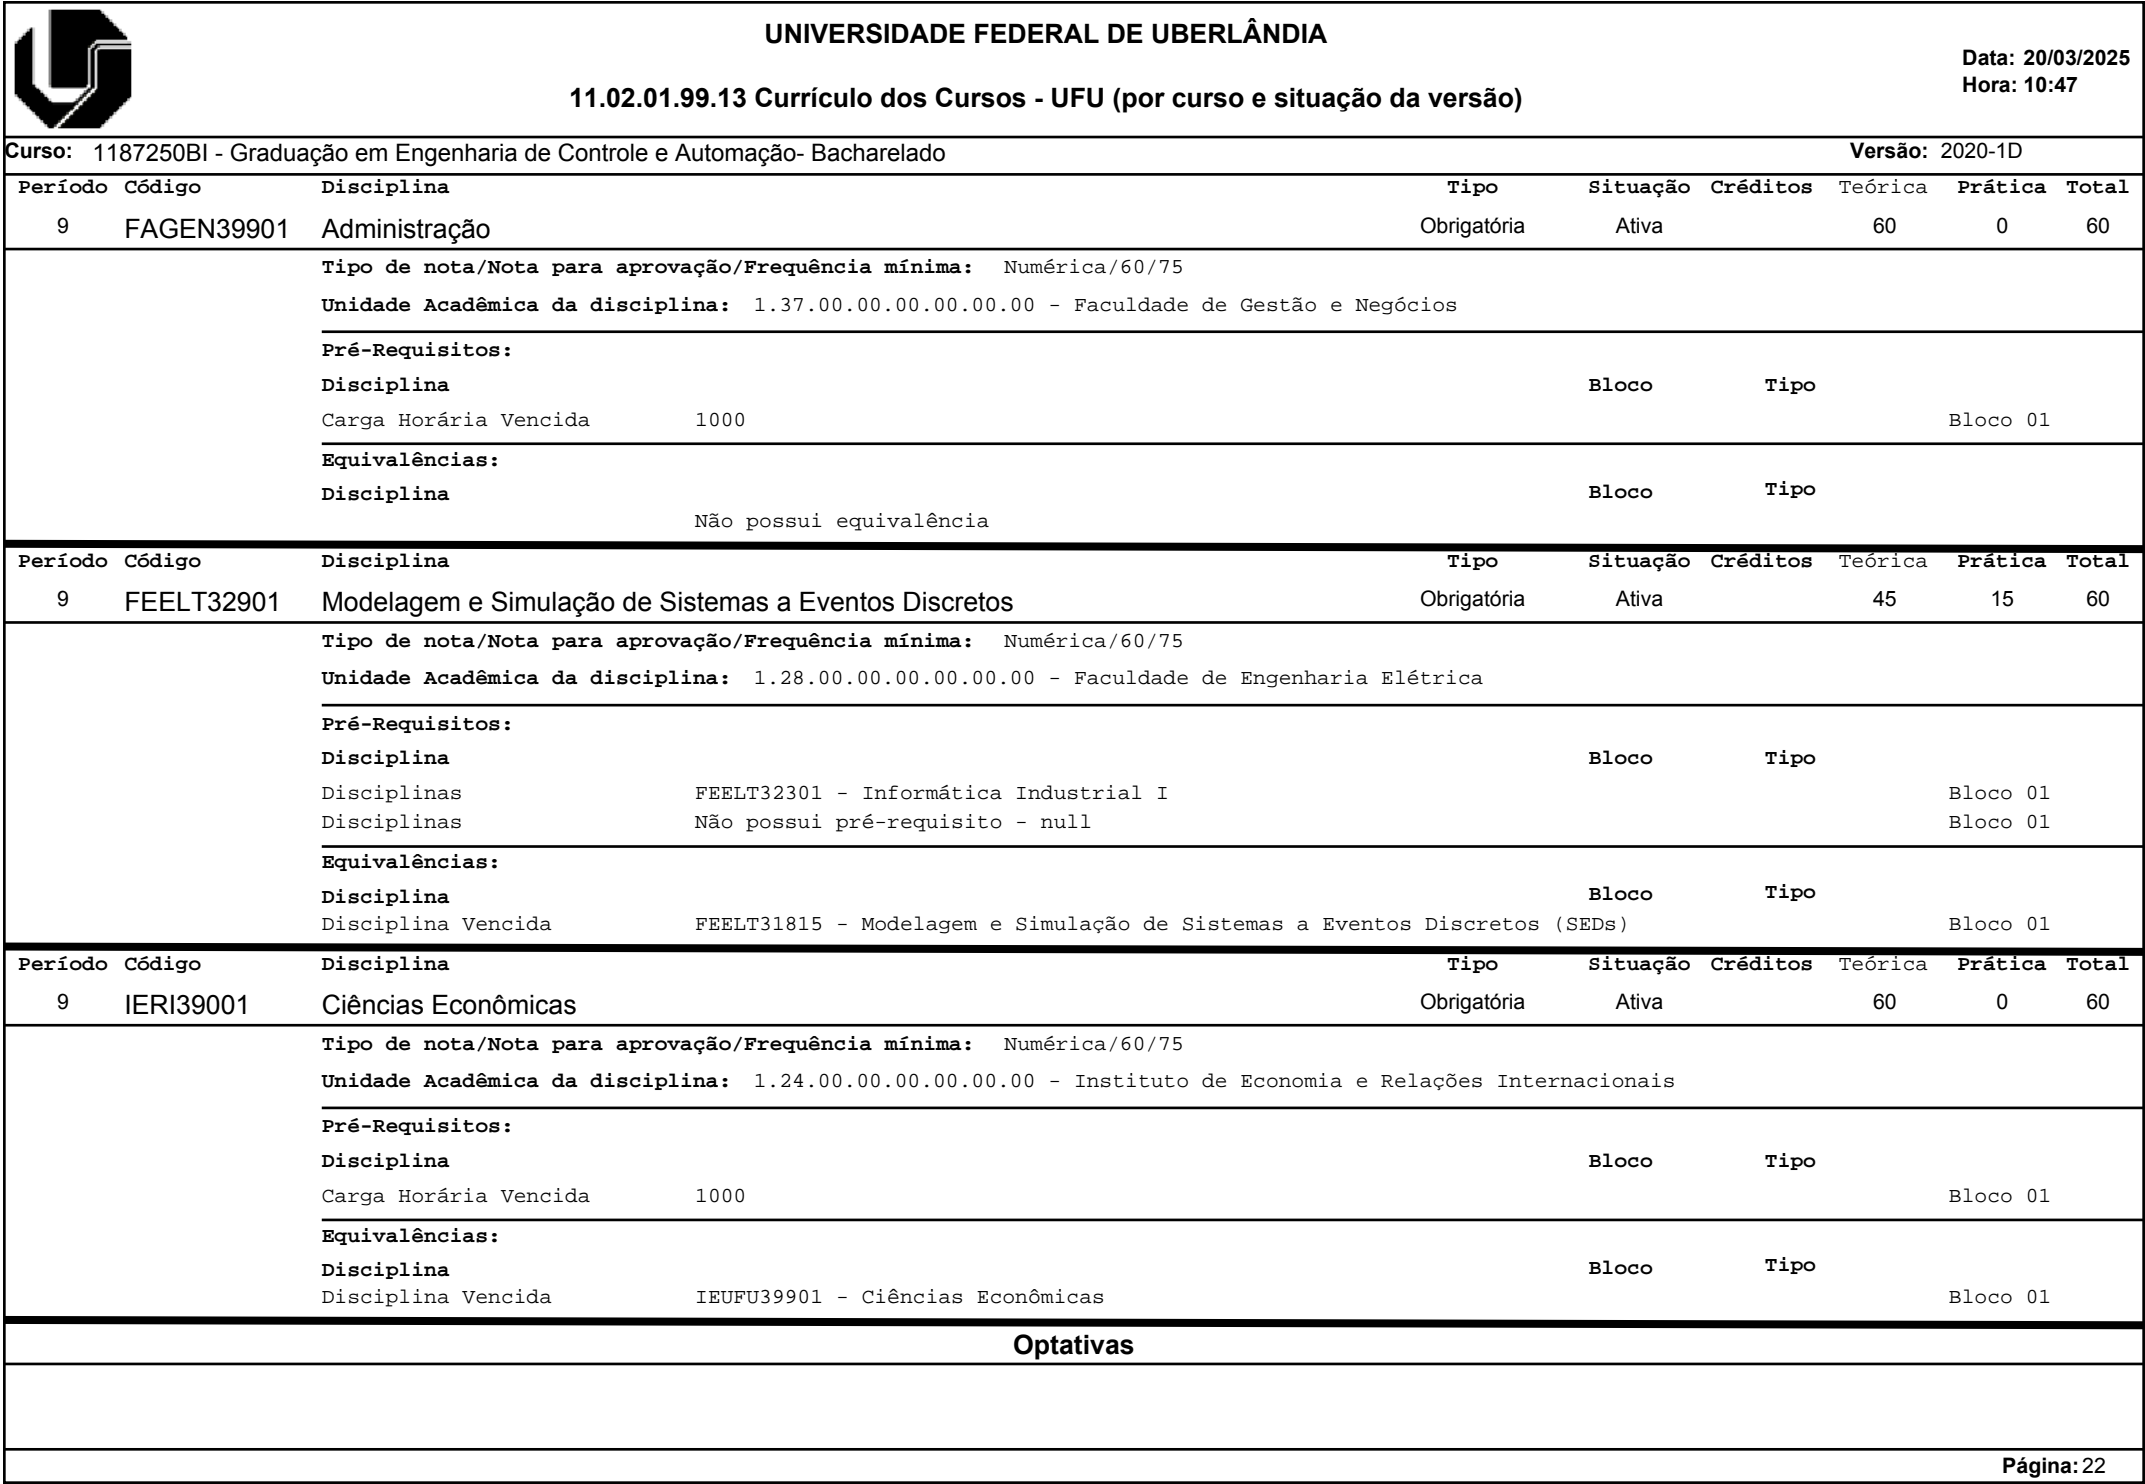 UNIVERSIDADE FEDERAL DE UBERLÂNDIA
Data: 20/03/2025
Hora: 10:47
11.02.01.99.13 Currículo dos Cursos - UFU (por curso e situação da versão)
Curso: 1187250BI - Graduação em Engenharia de Controle e Automação- Bacharelado Versão: 2020-1D
Período Código Disciplina Tipo Situação Créditos Teórica Prática Total
9 FAGEN39901 Administração Obrigatória Ativa 60 0 60
Tipo de nota/Nota para aprovação/Frequência mínima: Numérica/60/75
Unidade Acadêmica da disciplina: 1.37.00.00.00.00.00.00 - Faculdade de Gestão e Negócios
Pré-Requisitos:
Disciplina Bloco Tipo
Carga Horária Vencida 1000 Bloco 01
Equivalências:
Disciplina Bloco Tipo
Não possui equivalência
Período Código Disciplina Tipo Situação Créditos Teórica Prática Total
9 FEELT32901 Modelagem e Simulação de Sistemas a Eventos Discretos Obrigatória Ativa 45 15 60
Tipo de nota/Nota para aprovação/Frequência mínima: Numérica/60/75
Unidade Acadêmica da disciplina: 1.28.00.00.00.00.00.00 - Faculdade de Engenharia Elétrica
Pré-Requisitos:
Disciplina Bloco Tipo
Disciplinas FEELT32301 - Informática Industrial I Bloco 01
Disciplinas Não possui pré-requisito - null Bloco 01
Equivalências:
Disciplina Bloco Tipo
Disciplina Vencida FEELT31815 - Modelagem e Simulação de Sistemas a Eventos Discretos (SEDs) Bloco 01
Período Código Disciplina Tipo Situação Créditos Teórica Prática Total
9 IERI39001 Ciências Econômicas Obrigatória Ativa 60 0 60
Tipo de nota/Nota para aprovação/Frequência mínima: Numérica/60/75
Unidade Acadêmica da disciplina: 1.24.00.00.00.00.00.00 - Instituto de Economia e Relações Internacionais
Pré-Requisitos:
Disciplina Bloco Tipo
Carga Horária Vencida 1000 Bloco 01
Equivalências:
Disciplina Bloco Tipo
Disciplina Vencida IEUFU39901 - Ciências Econômicas Bloco 01
Optativas
Página: 22